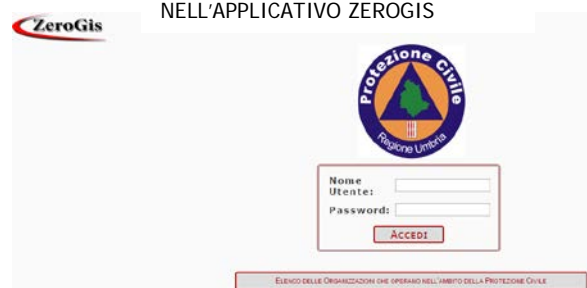 NELL'APPLICATIVO ZEROGIS
ZeroGis
Protezione Civile
Regione Umbria
Nome
Utente:
Password:
ACCEDI
ELENCO DELLE ORGANIZZAZIONI CHE OPERANO NELL'AMBITO DELLA PROTEZIONE CIVILE